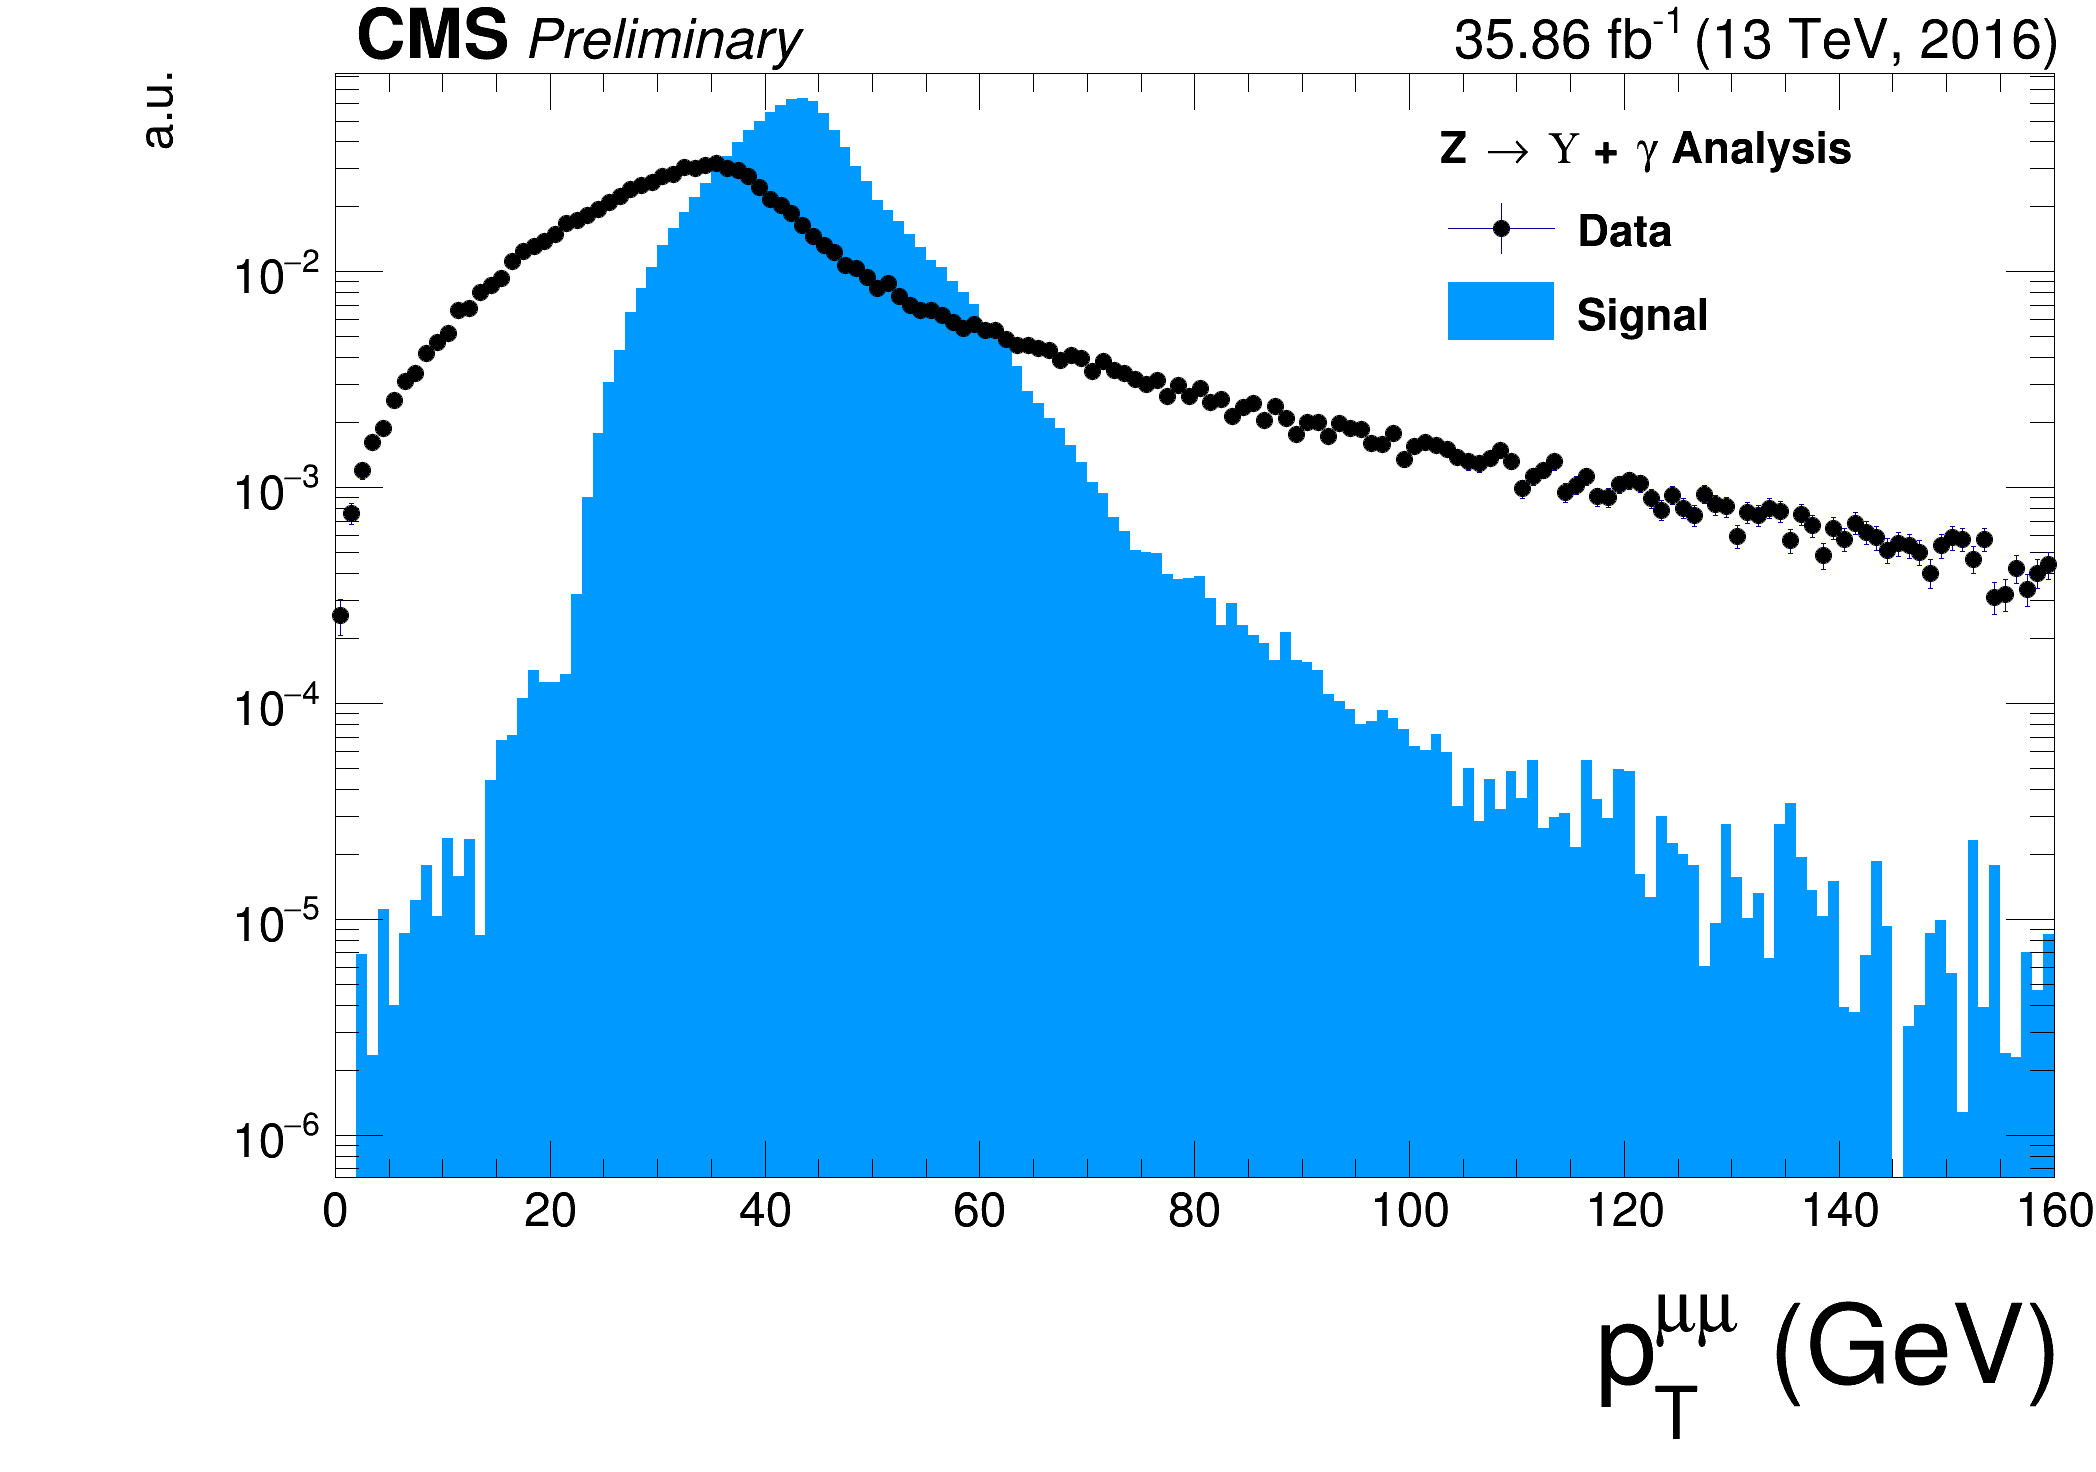 CMS Preliminary
35.86 fb⁻¹ (13 TeV, 2016)
a.u.
Z → Υ + γ Analysis
Data
Signal
10⁻²
10⁻³
10⁻⁴
10⁻⁵
10⁻⁶
0 20 40 60 80 100 120 140 160
p_T^μμ (GeV)